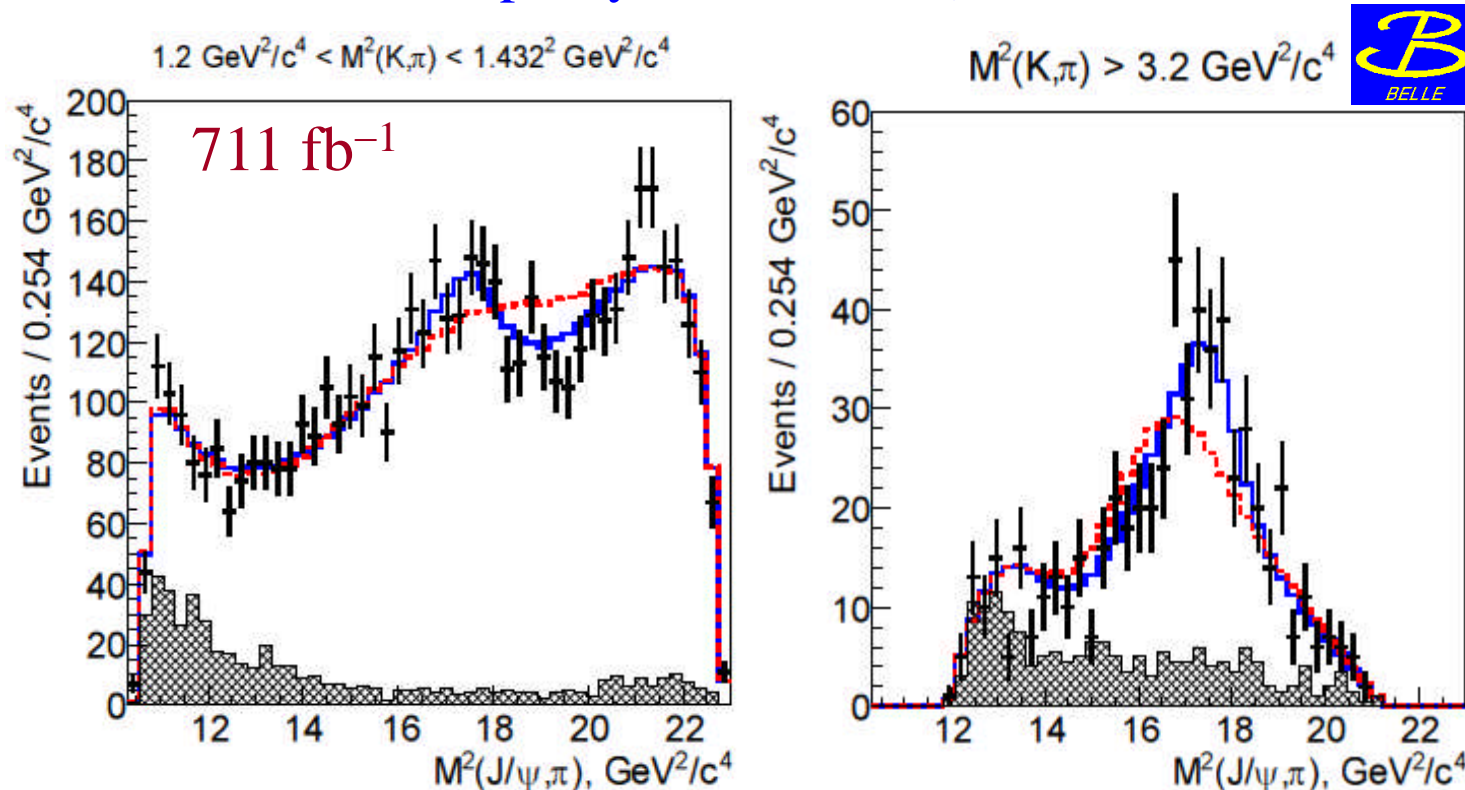 1.2 GeV²/c⁴ < M²(K,π) < 1.432² GeV²/c⁴
M²(K,π) > 3.2 GeV²/c⁴
BELLE
711 fb⁻¹
Events / 0.254 GeV²/c⁴
200
180
160
140
120
100
80
60
40
20
0
12 14 16 18 20 22
M²(J/ψ,π), GeV²/c⁴
Events / 0.254 GeV²/c⁴
60
50
40
30
20
10
0
12 14 16 18 20 22
M²(J/ψ,π), GeV²/c⁴